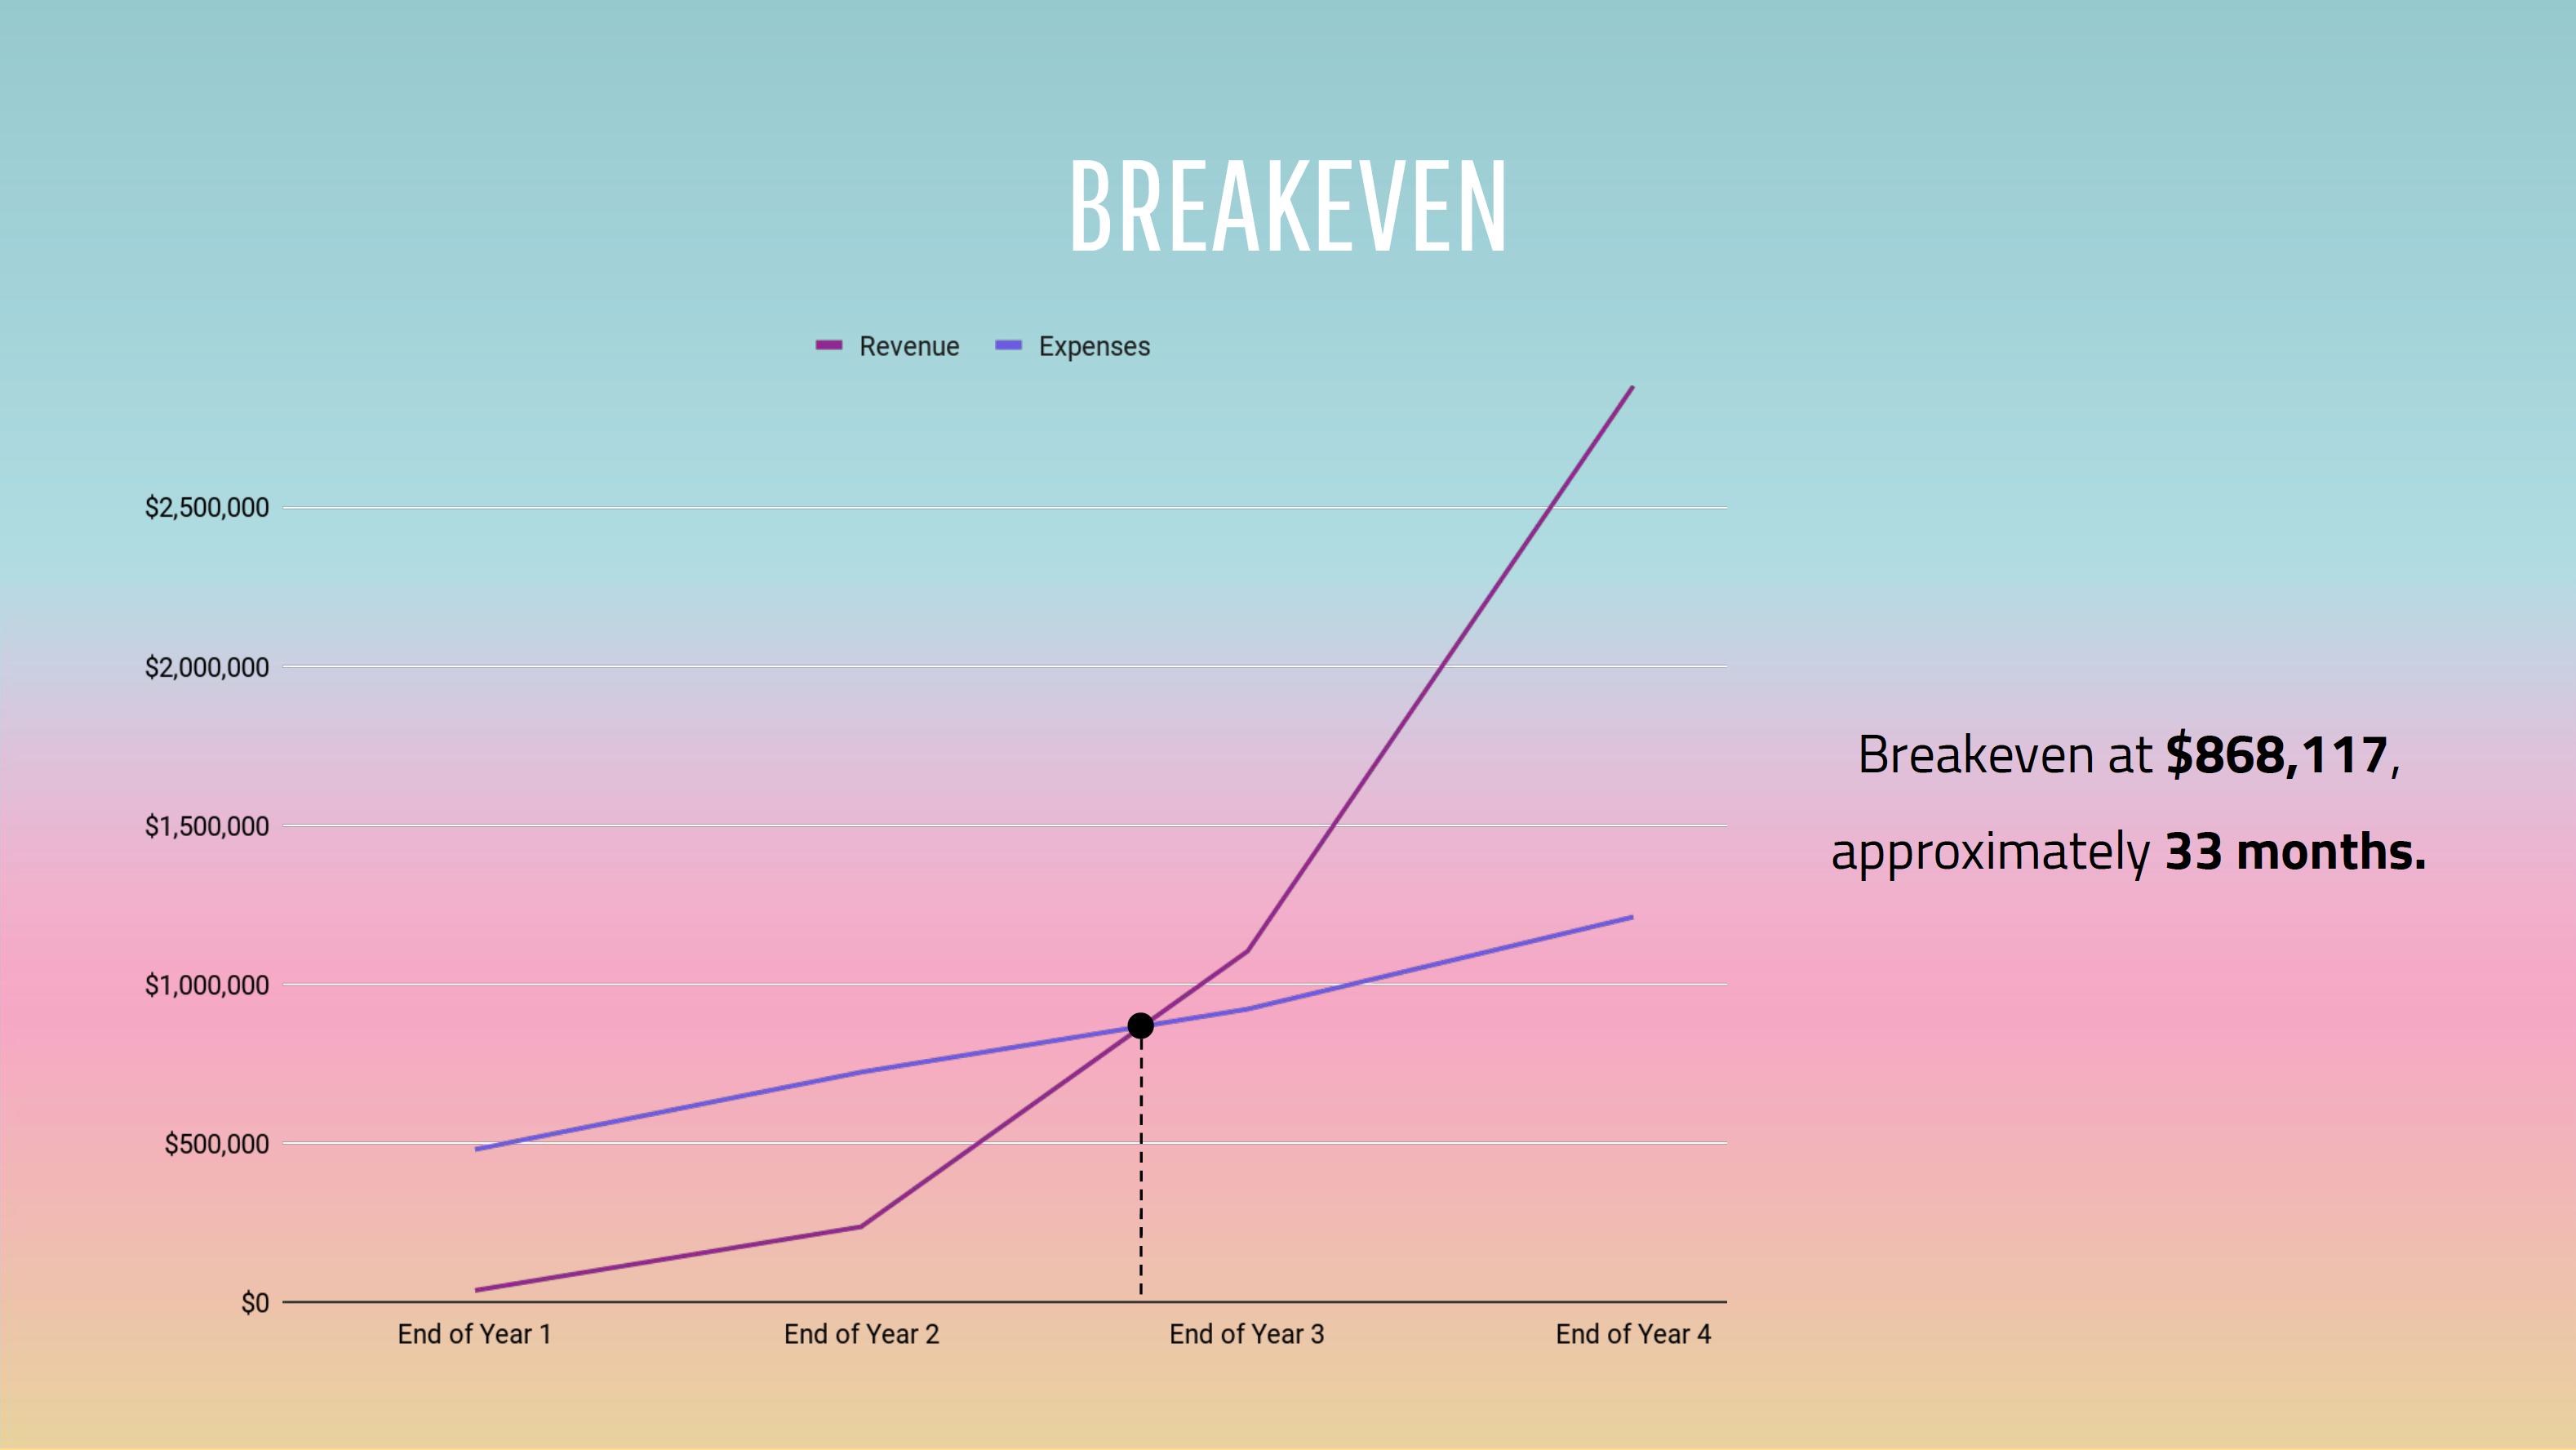 BREAKEVEN
Revenue Expenses
$2,500,000
$2,000,000
$1,500,000
$1,000,000
$500,000
$0
End of Year 1 End of Year 2 End of Year 3 End of Year 4
Breakeven at $868,117,
approximately 33 months.